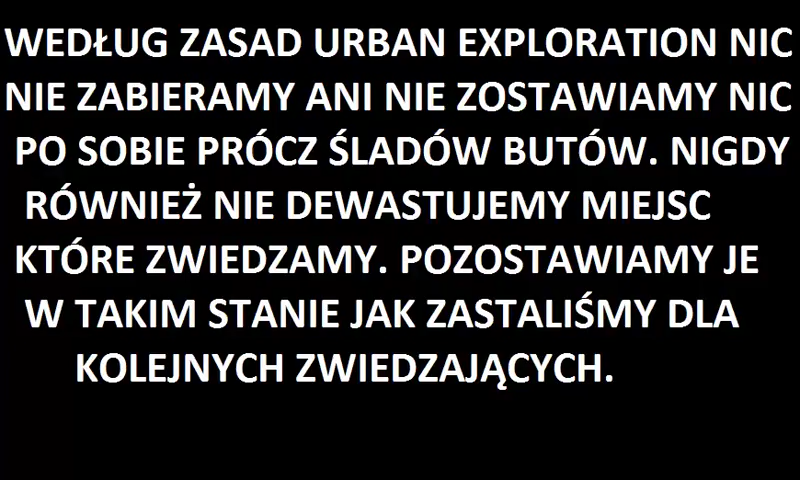 WEDŁUG ZASAD URBAN EXPLORATION NIC
NIE ZABIERAMY ANI NIE ZOSTAWIAMY NIC
PO SOBIE PRÓCZ ŚLADÓW BUTÓW. NIGDY
RÓWNIEŻ NIE DEWASTUJEMY MIEJSC
KTÓRE ZWIEDZAMY. POZOSTAWIAMY JE
W TAKIM STANIE JAK ZASTALIŚMY DLA
KOLEJNYCH ZWIEDZAJĄCYCH.